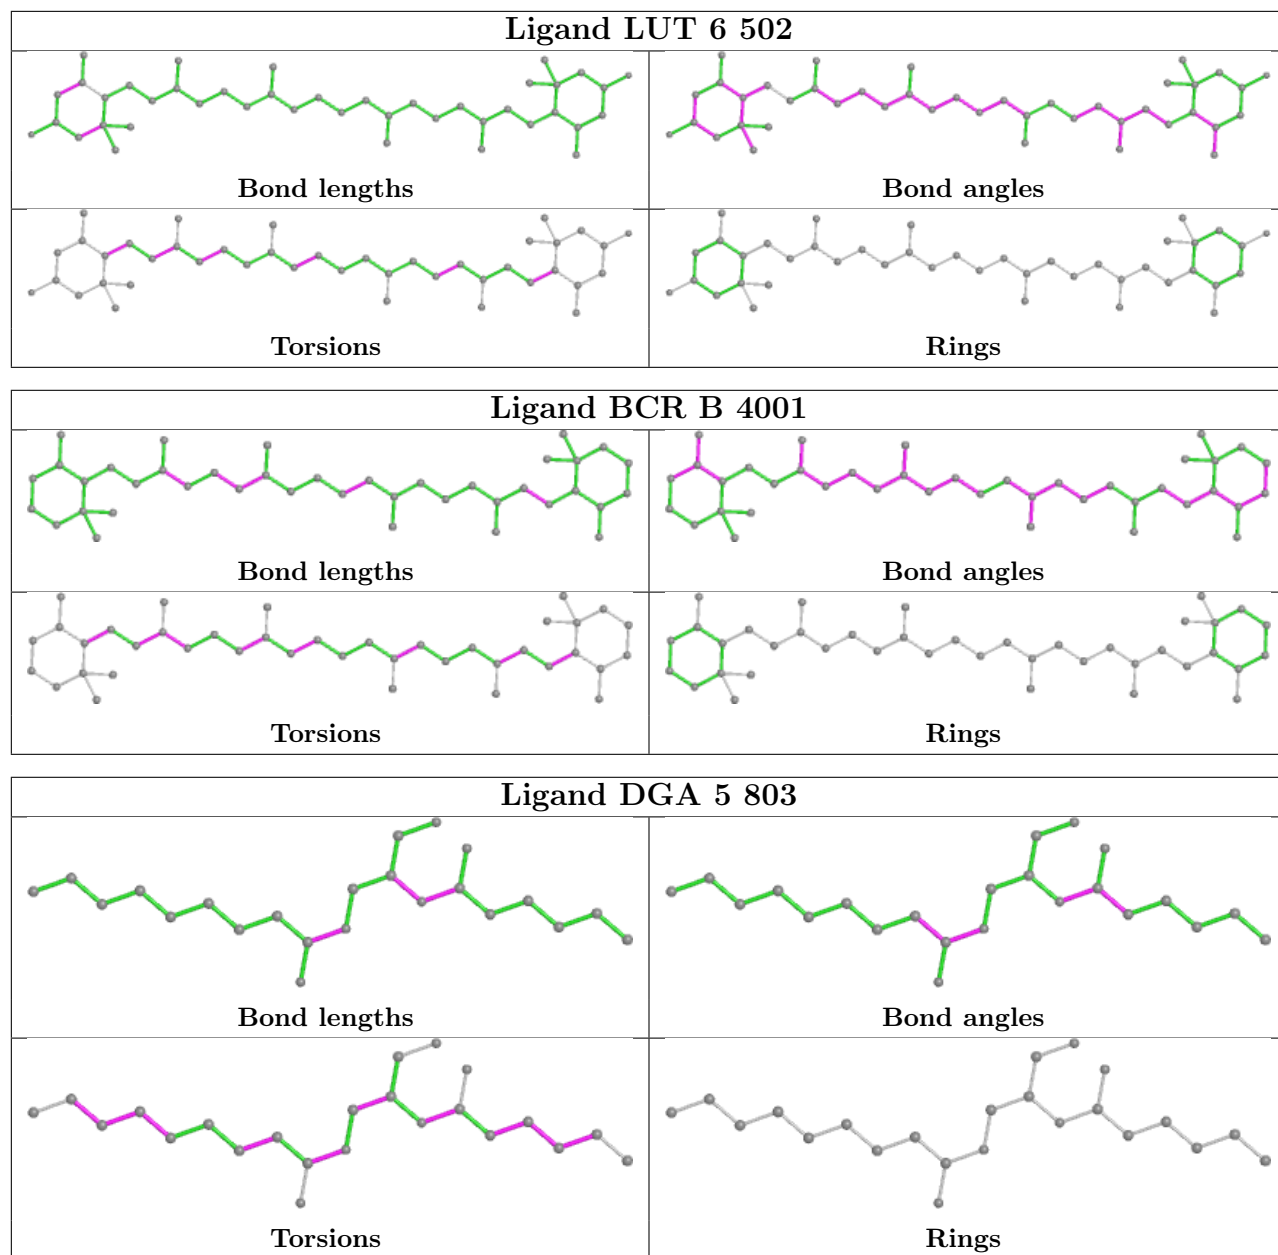 Ligand LUT 6 502
Bond lengths
Bond angles
Torsions
Rings
Ligand BCR B 4001
Bond lengths
Bond angles
Torsions
Rings
Ligand DGA 5 803
Bond lengths
Bond angles
Torsions
Rings